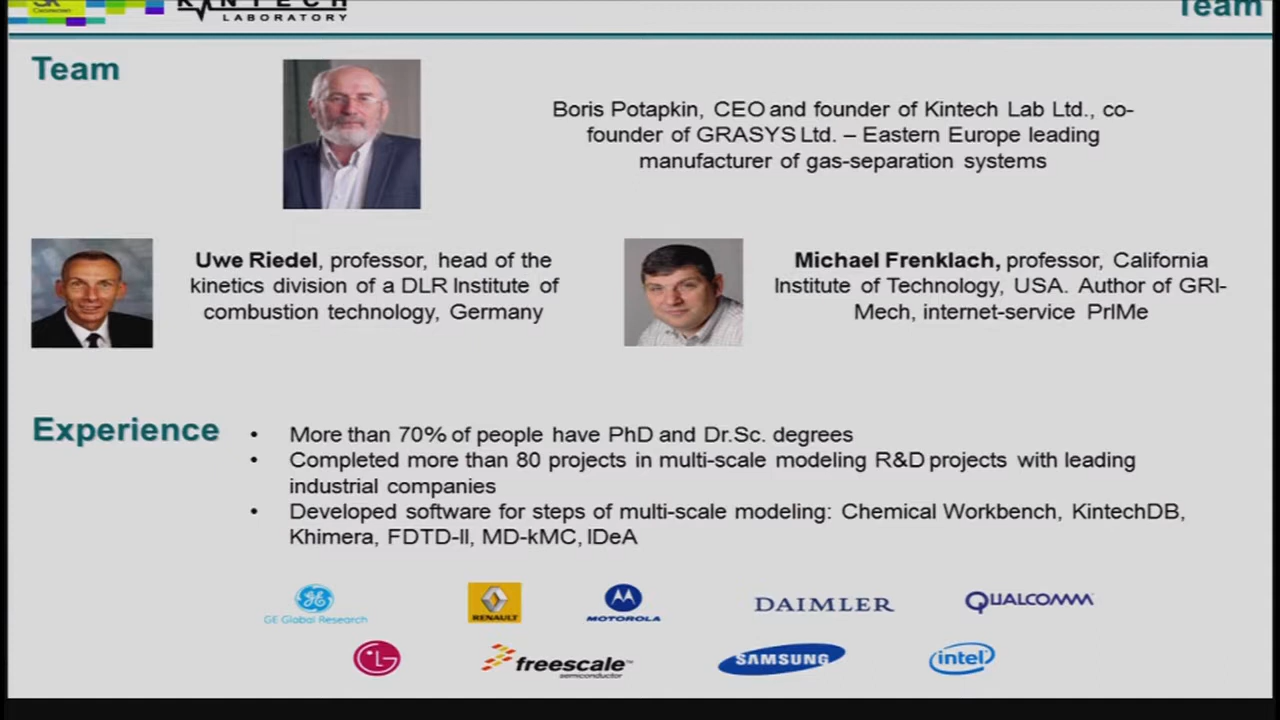 KINTECH
LABORATORY
Team
Team
Boris Potapkin, CEO and founder of Kintech Lab Ltd., co-
founder of GRASYS Ltd. – Eastern Europe leading
manufacturer of gas-separation systems
Uwe Riedel, professor, head of the
kinetics division of a DLR Institute of
combustion technology, Germany
Michael Frenklach, professor, California
Institute of Technology, USA. Author of GRI-
Mech, internet-service PrIMe
Experience
• More than 70% of people have PhD and Dr.Sc. degrees
• Completed more than 80 projects in multi-scale modeling R&D projects with leading
industrial companies
• Developed software for steps of multi-scale modeling: Chemical Workbench, KintechDB,
Khimera, FDTD-II, MD-kMC, IDeA
GE Global Research
RENAULT
MOTOROLA
DAIMLER
QUALCOMM
LG
freescale™
semiconductor
SAMSUNG
intel